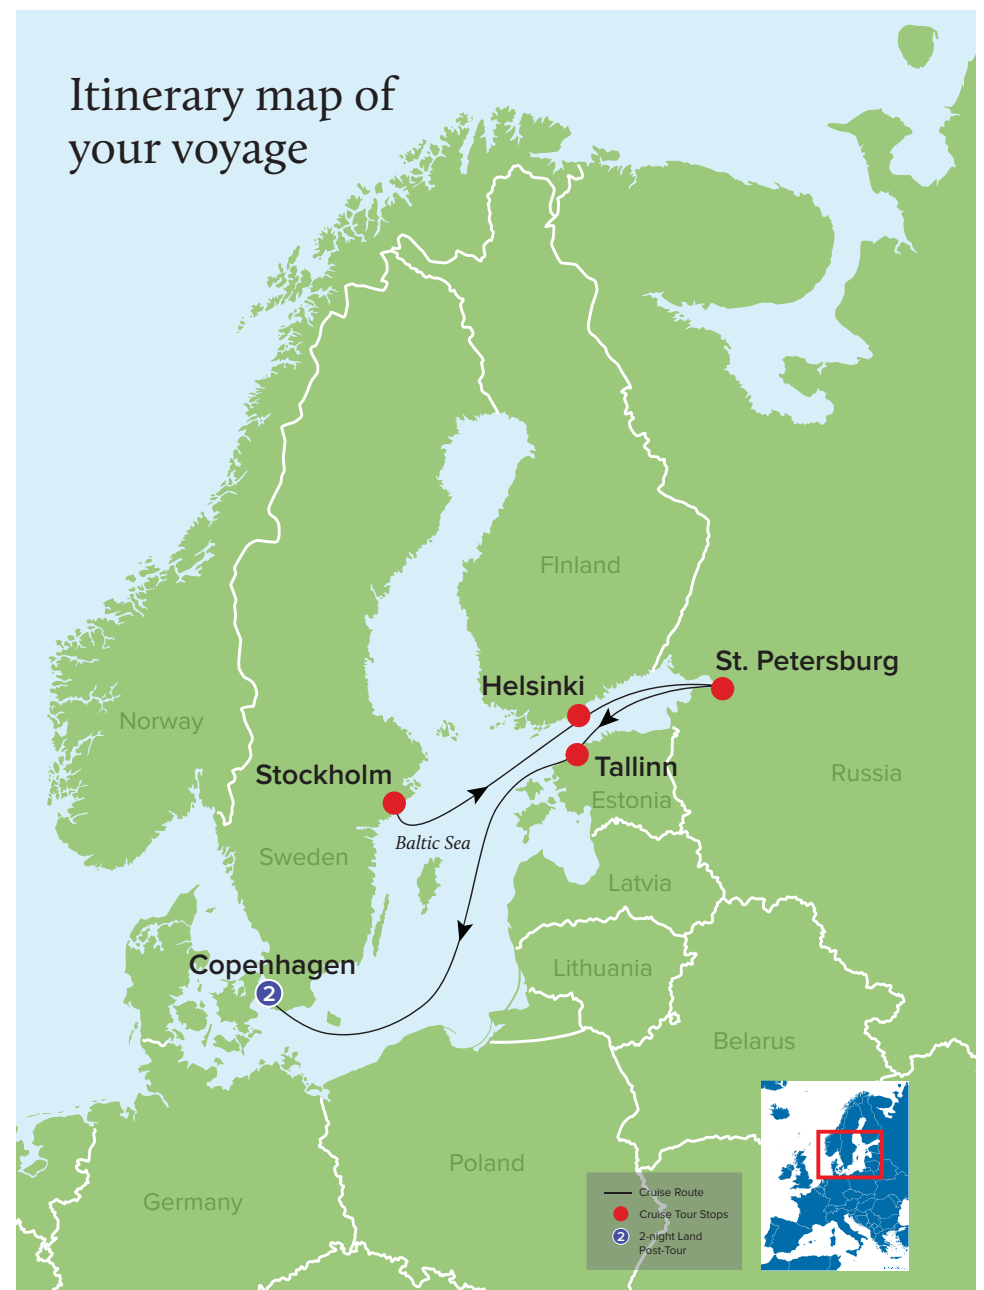 Itinerary map of
your voyage
FInland
St. Petersburg
Helsinki
Norway
Tallinn
Stockholm
Russia
Estonia
Baltic Sea
Sweden
Latvia
Copenhagen
Lithuania
2
Belarus
Poland
Germany
Cruise Route
Cruise Tour Stops
2
2-night Land
Post-Tour